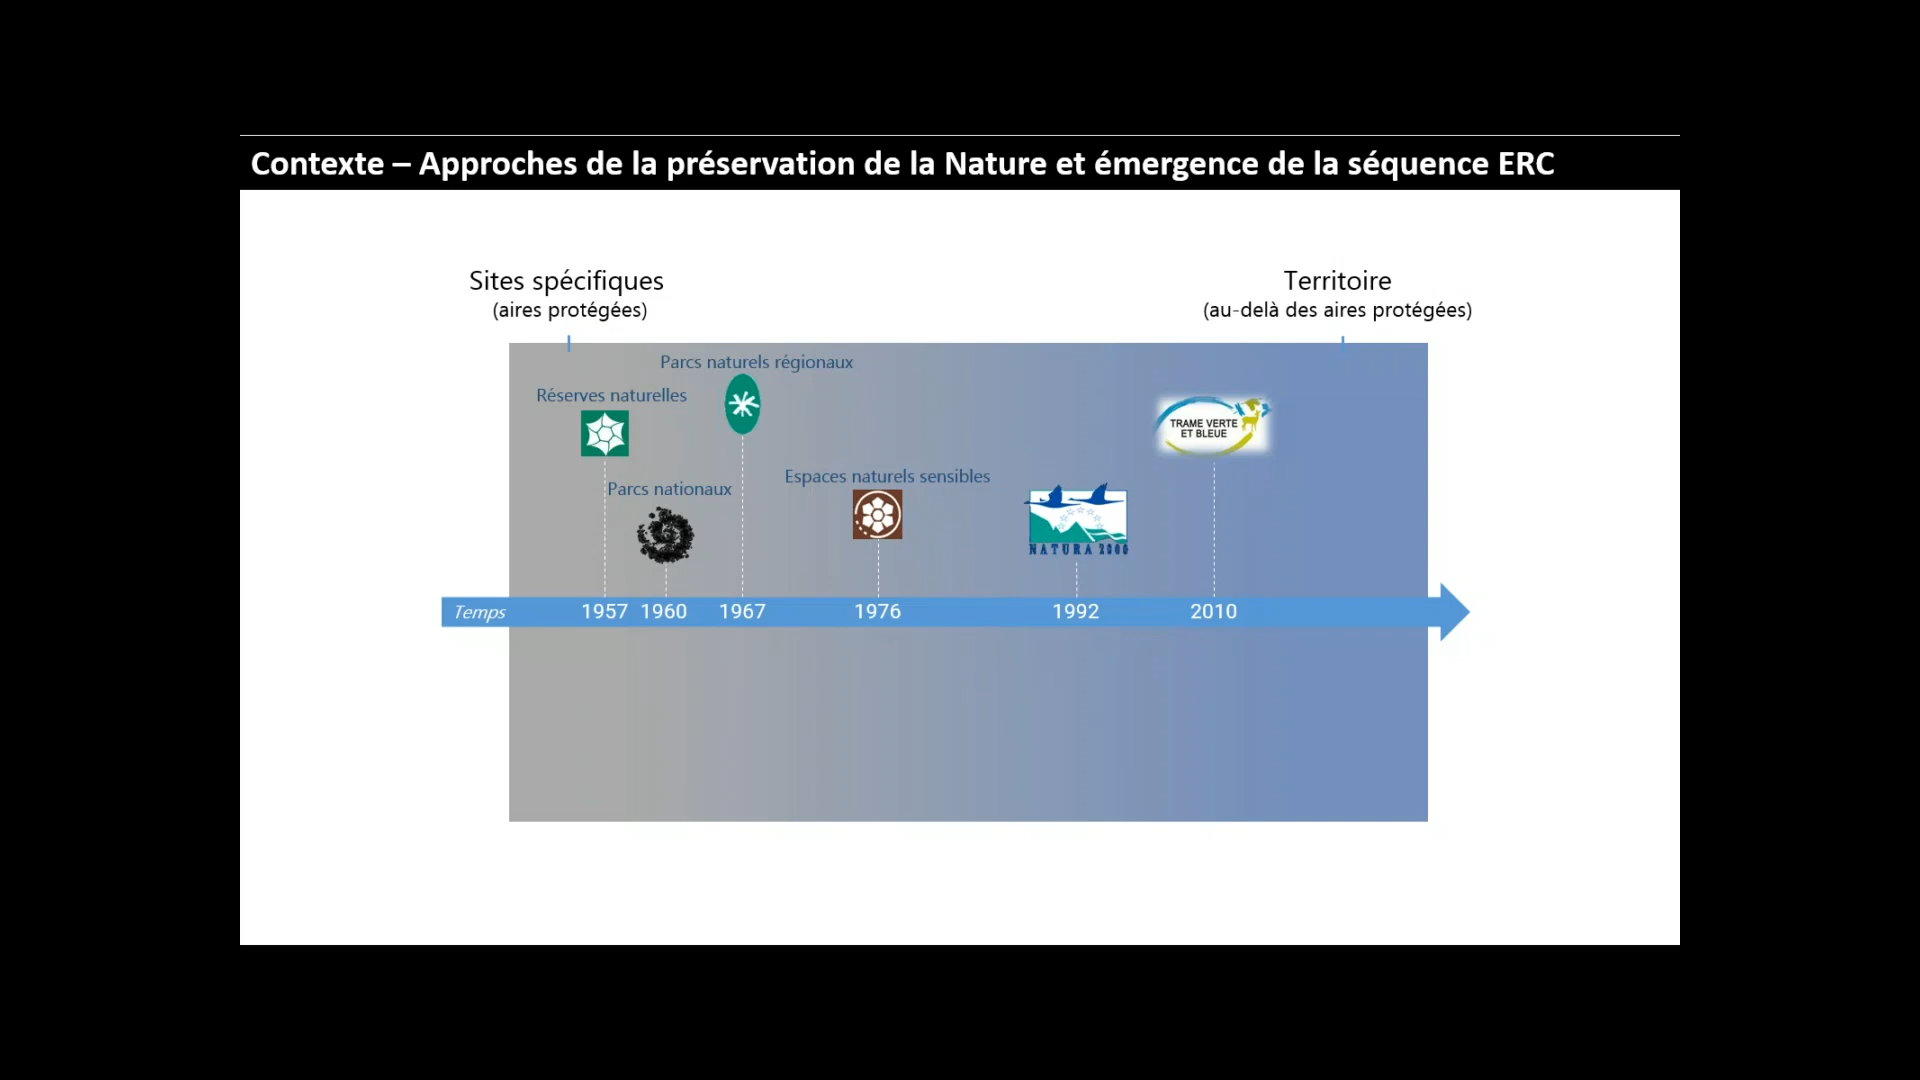 Contexte – Approches de la préservation de la Nature et émergence de la séquence ERC
Sites spécifiques
(aires protégées)
Territoire
(au-delà des aires protégées)
Parcs naturels régionaux
Réserves naturelles
TRAME VERTE
ET BLEUE
Espaces naturels sensibles
Parcs nationaux
NATURA 2000
Temps
1957
1960
1967
1976
1992
2010